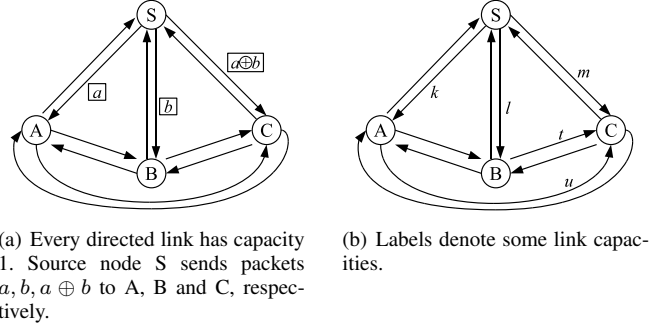 S
a
a⊕b
b
A
C
B
S
k
m
l
A
t
C
B
u
(a) Every directed link has capacity
1. Source node S sends packets
a, b, a ⊕ b to A, B and C, respec-
tively.
(b) Labels denote some link capac-
ities.